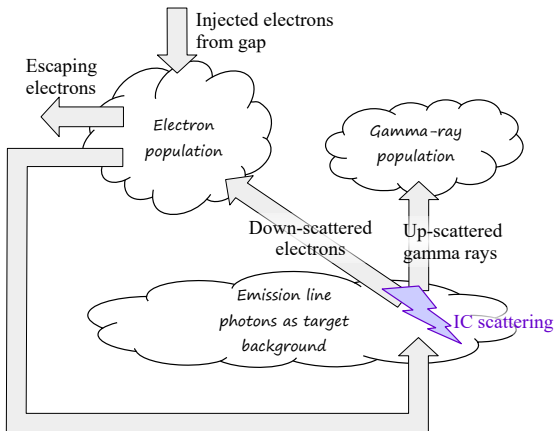 Injected electrons
from gap
Escaping
electrons
Electron
population
Gamma-ray
population
Down-scattered
electrons
Up-scattered
gamma rays
Emission line
photons as target
background
IC scattering